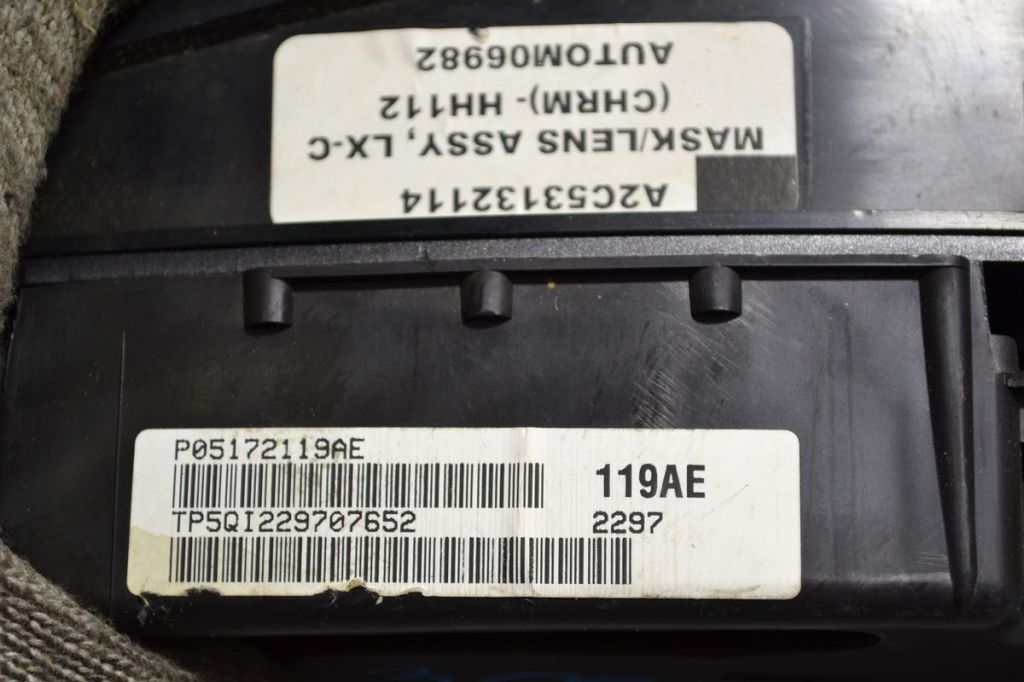 A2C53132114
MASK/LENS ASSY, LX-C
(CHRM)- HH112
AUTOM06982
P05172119AE
119AE
TP5QI229707652
2297